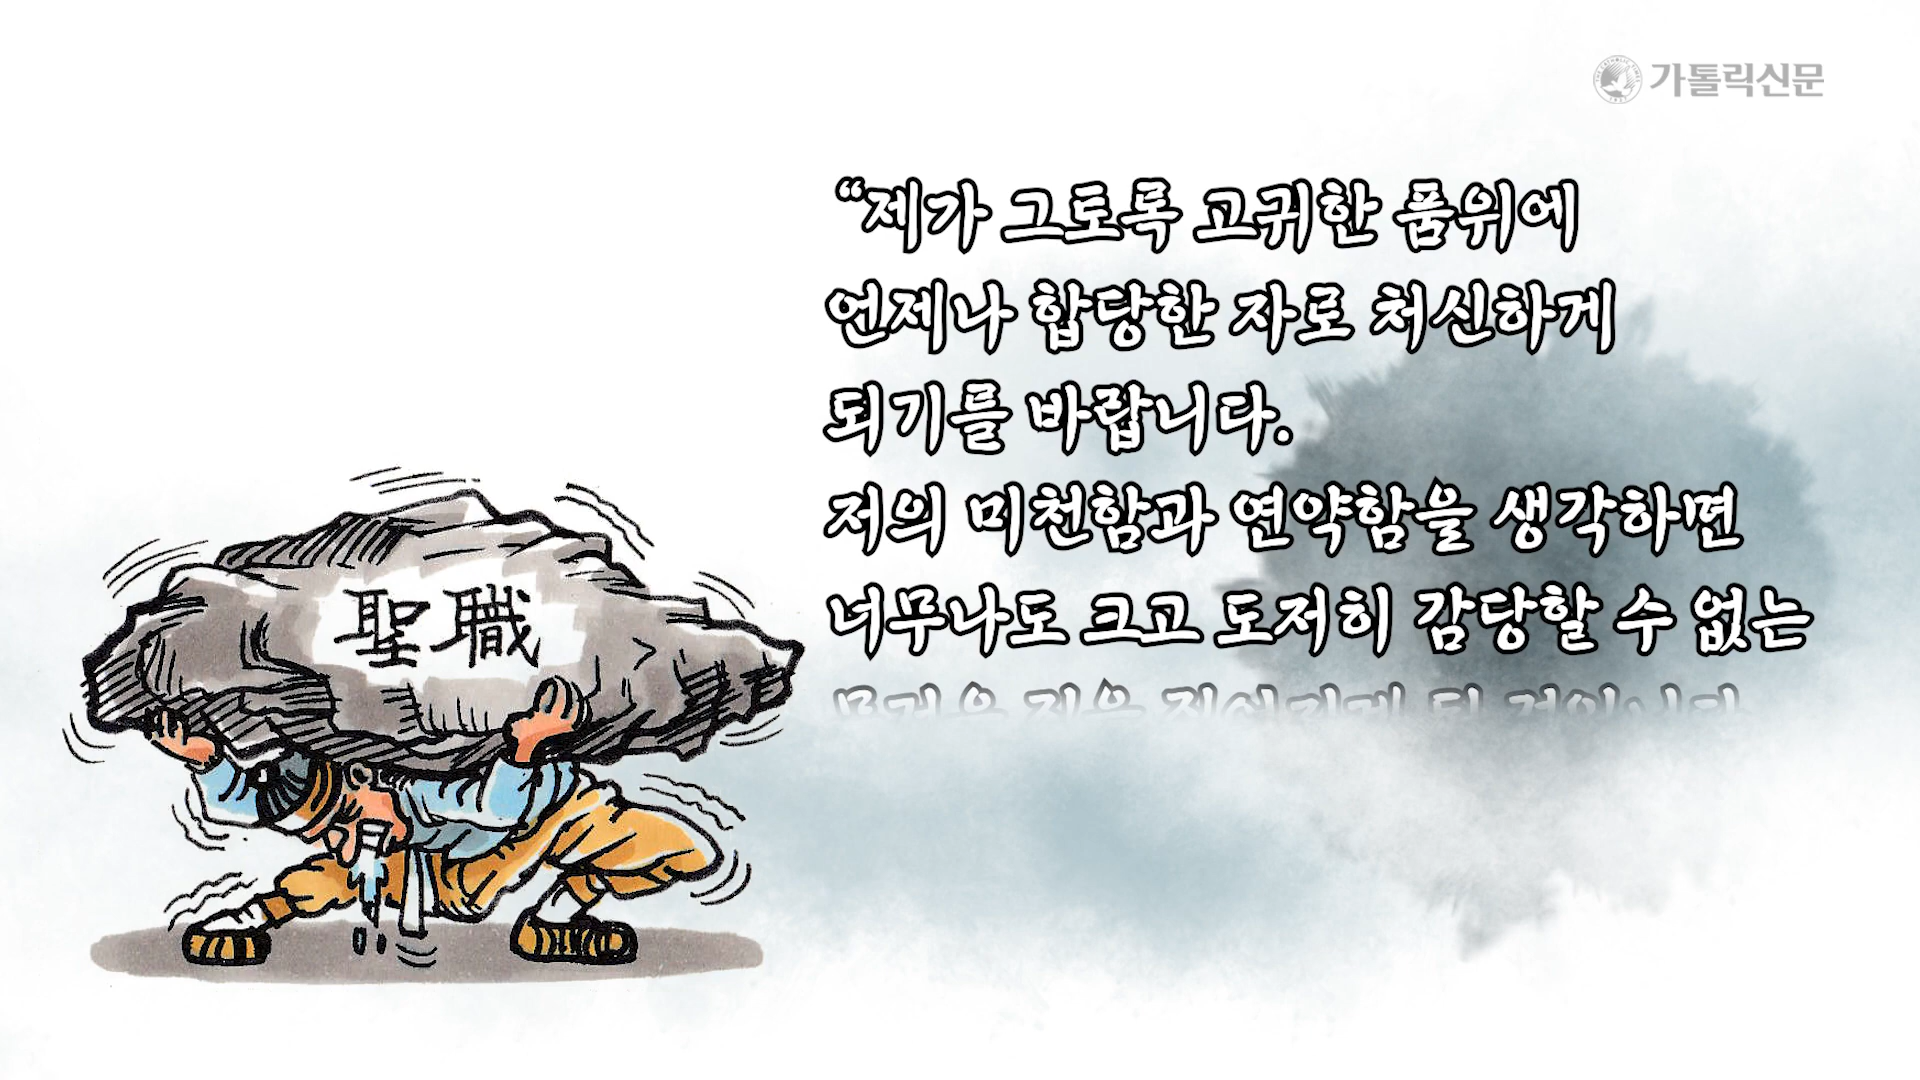 가톨릭신문
“제가 그토록 고귀한 품위에
언제나 합당한 자로 처신하게
되기를 바랍니다.
저의 미천함과 연약함을 생각하면
너무나도 크고 도저히 감당할 수 없는
聖職